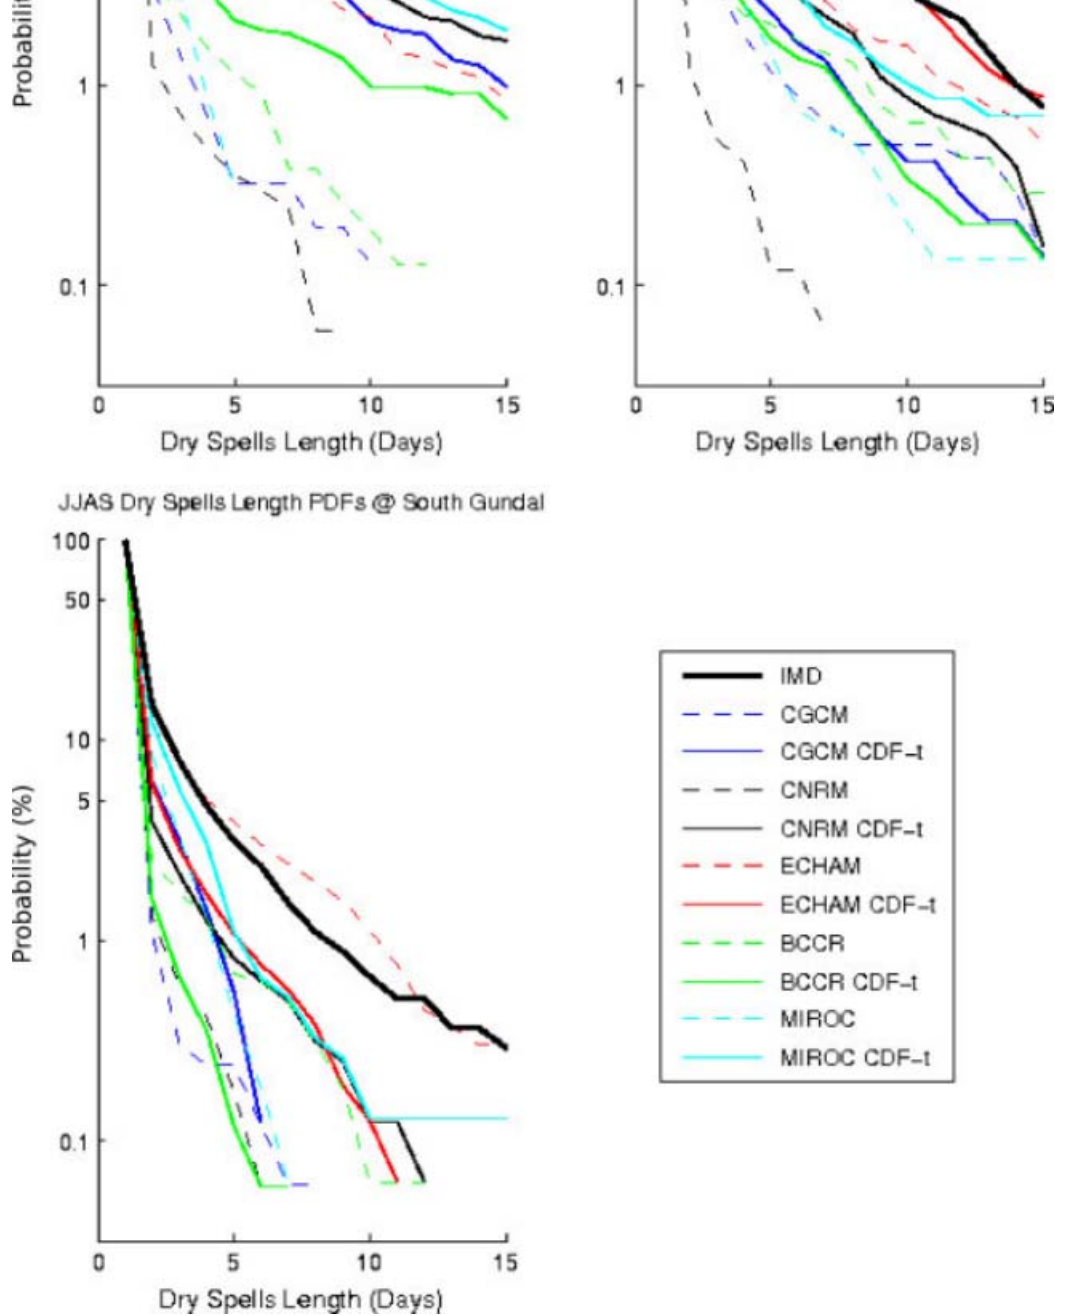 Probabili
1
0.1
0
5
10
15
Dry Spells Length (Days)
1
0.1
0
5
10
15
Dry Spells Length (Days)
JJAS Dry Spells Length PDFs @ South Gundal
100
50
10
5
1
0.1
Probability (%)
0
5
10
15
Dry Spells Length (Days)
IMD
CGCM
CGCM CDF-t
CNRM
CNRM CDF-t
ECHAM
ECHAM CDF-t
BCCR
BCCR CDF-t
MIROC
MIROC CDF-t